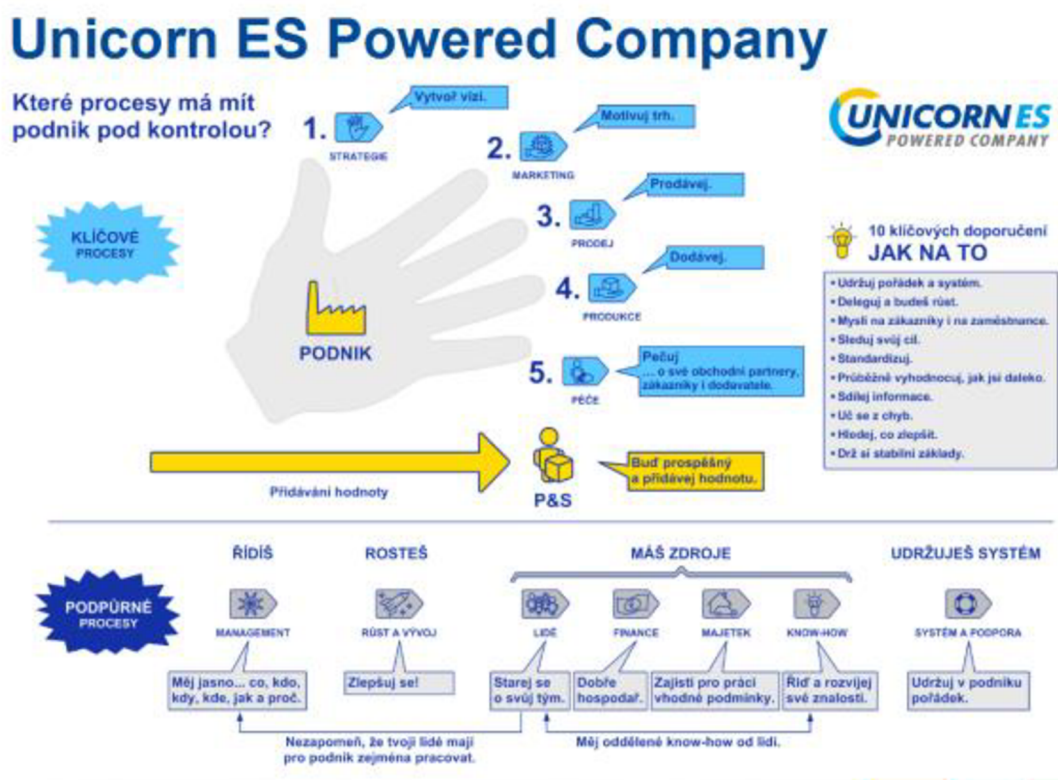 Unicorn ES Powered Company
Které procesy má mít
podnik pod kontrolou?
1.
STRATEGIE
Vytvoř vizi.
2.
MARKETING
Motivuj trh.
3.
PRODEJ
Prodávej.
4.
PRODUKCE
Dodávej.
5.
PÉČE
Pečuj
... o své obchodní partnery,
zákazníky i dodavatele.
UNICORN ES
POWERED COMPANY
KLÍČOVÉ
PROCESY
PODNIK
10 klíčových doporučení
JAK NA TO
• Udržuj pořádek a systém.
• Deleguj a budeš růst.
• Mysli na zákazníky i na zaměstnance.
• Sleduj svůj cíl.
• Standardizuj.
• Průběžně vyhodnocuj, jak jsi daleko.
• Sdílej informace.
• Uč se z chyb.
• Hledej, co zlepšit.
• Drž si stabilní základy.
Přidávání hodnoty
P&S
Buď prospěšný
a přidávej hodnotu.
PODPŮRNÉ
PROCESY
ŘÍDÍŠ
ROSTEŠ
MÁŠ ZDROJE
UDRŽUJEŠ SYSTÉM
MANAGEMENT
RŮST A VÝVOJ
LIDÉ
FINANCE
MAJETEK
KNOW-HOW
SYSTÉM A PODPORA
Měj jasno... co, kdo,
kdy, kde, jak a proč.
Zlepšuj se!
Starej se
o svůj tým.
Dobře
hospodař.
Zajisti pro práci
vhodné podmínky.
Řiď a rozvíjej
své znalosti.
Udržuj v podniku
pořádek.
Nezapomeň, že tvoji lidé mají
pro podnik zejména pracovat.
Měj oddělené know-how od lidí.